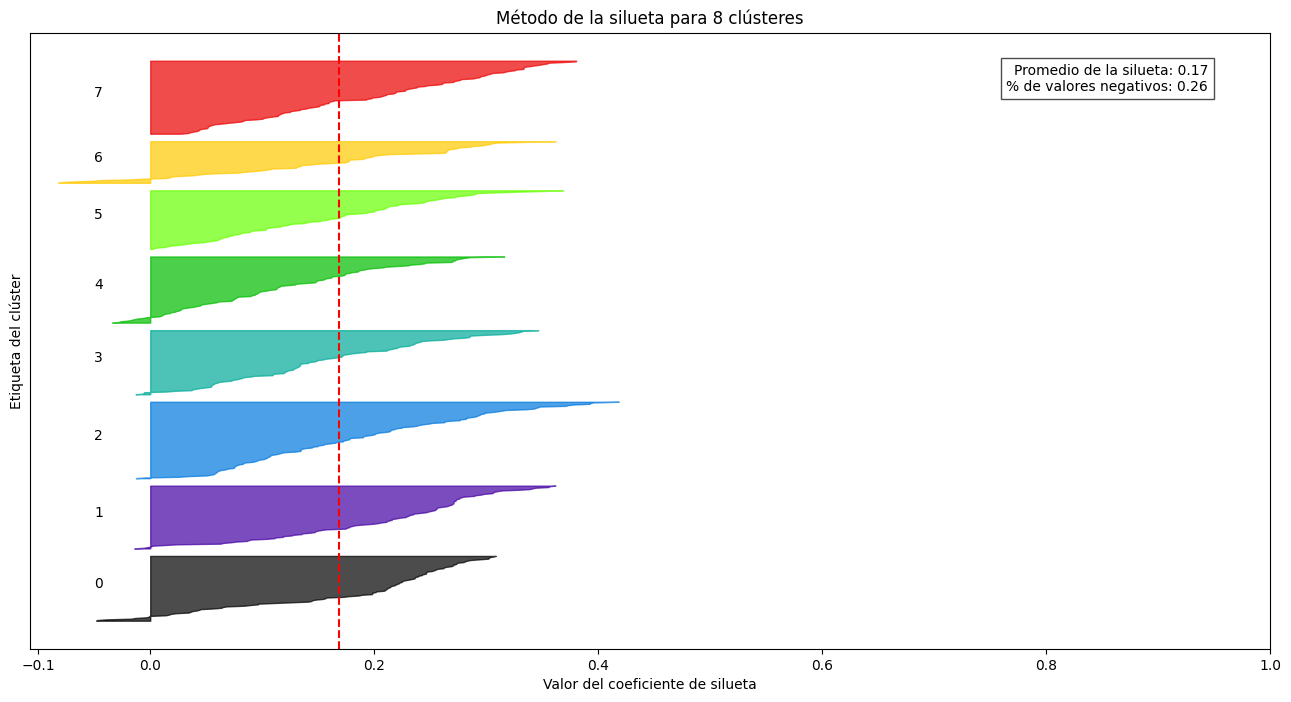 Método de la silueta para 8 clústeres
Promedio de la silueta: 0.17
% de valores negativos: 0.26
Etiqueta del clúster
7
6
5
4
3
2
1
0
−0.1 0.0 0.2 0.4 0.6 0.8 1.0
Valor del coeficiente de silueta